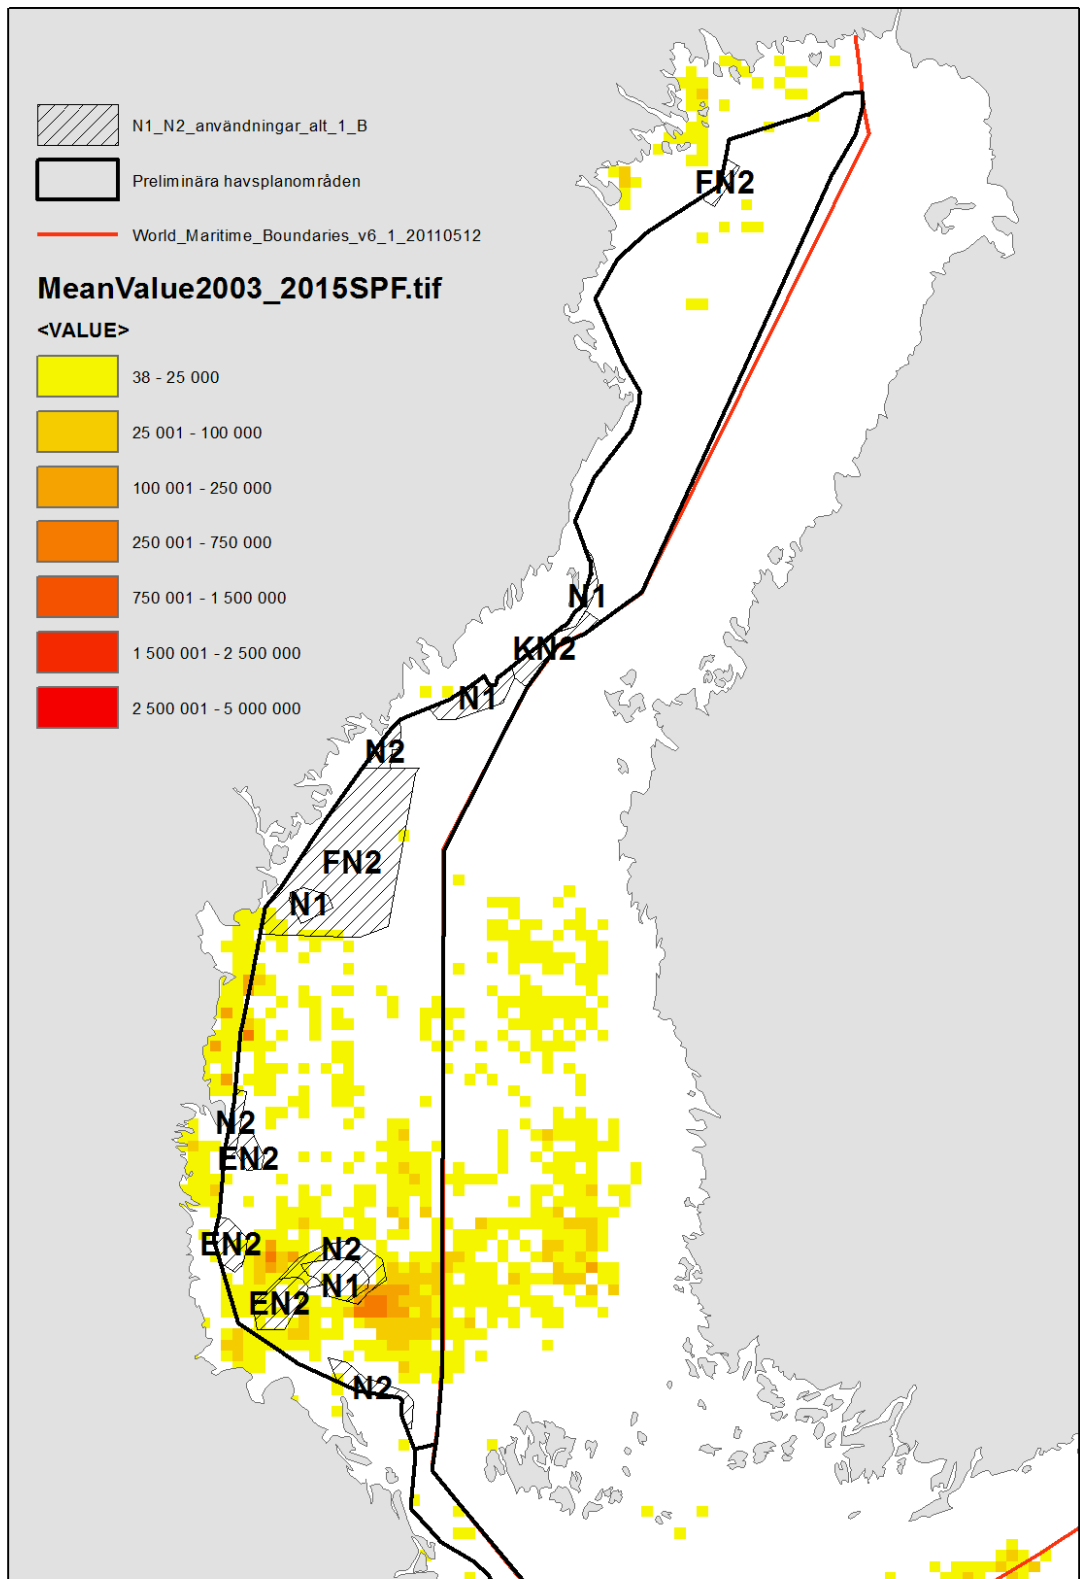 N1_N2_användningar_alt_1_B
Preliminära havsplanområden
World_Maritime_Boundaries_v6_1_20110512
MeanValue2003_2015SPF.tif
<VALUE>
38 - 25 000
25 001 - 100 000
100 001 - 250 000
250 001 - 750 000
750 001 - 1 500 000
1 500 001 - 2 500 000
2 500 001 - 5 000 000
FN2
N1
KN2
N1
N2
FN2
N1
N2
EN2
EN2
N2
N1
EN2
N2